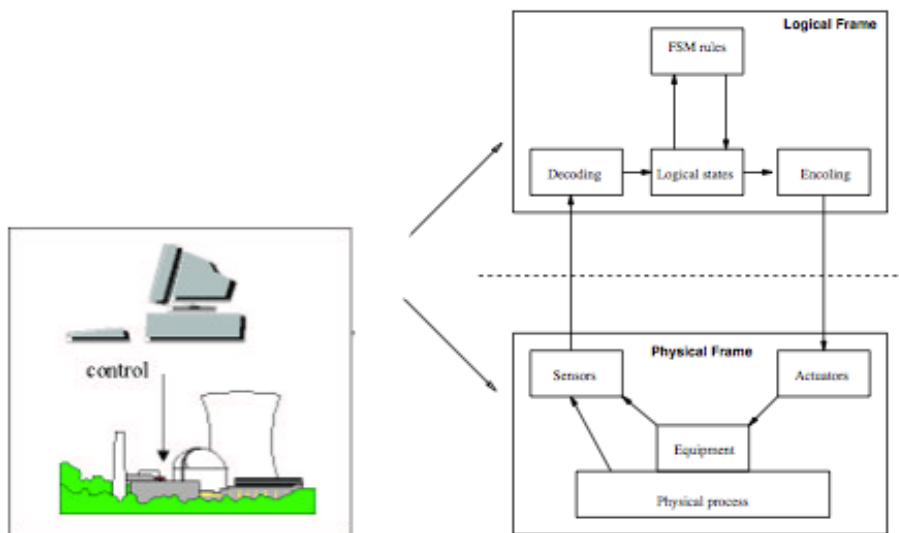 Logical Frame
FSM rules
Decoding
Logical states
Encoling
control
Physical Frame
Sensors
Actuators
Equipment
Physical process